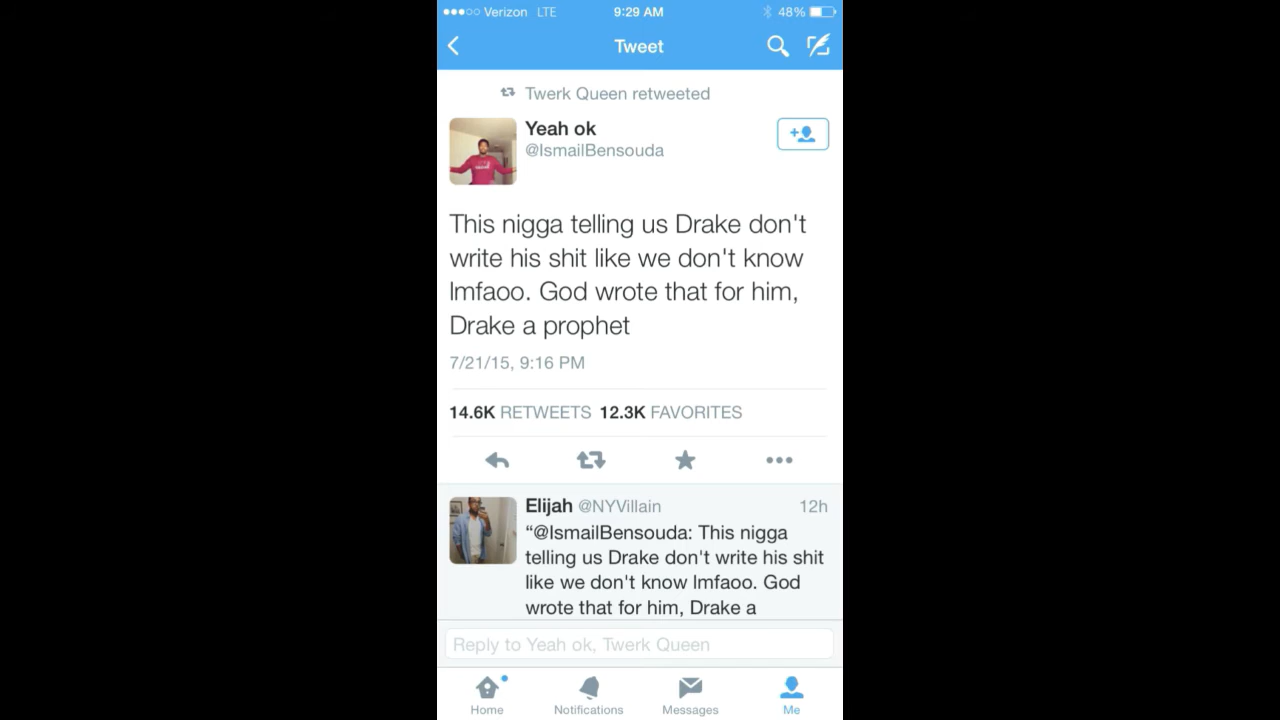 Verizon LTE 9:29 AM 48%
Tweet
Twerk Queen retweeted
Yeah ok
@IsmailBensouda
This nigga telling us Drake don't
write his shit like we don't know
lmfaoo. God wrote that for him,
Drake a prophet
7/21/15, 9:16 PM
14.6K RETWEETS 12.3K FAVORITES
Elijah @NYVillain 12h
“@IsmailBensouda: This nigga
telling us Drake don't write his shit
like we don't know lmfaoo. God
wrote that for him, Drake a
Reply to Yeah ok, Twerk Queen
Home Notifications Messages Me